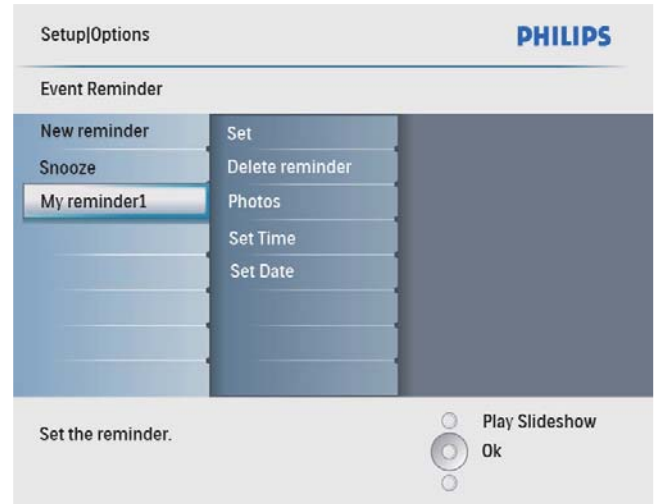 Setup|Options
PHILIPS
Event Reminder
New reminder
Snooze
My reminder1
Set
Delete reminder
Photos
Set Time
Set Date
Set the reminder.
Play Slideshow
Ok